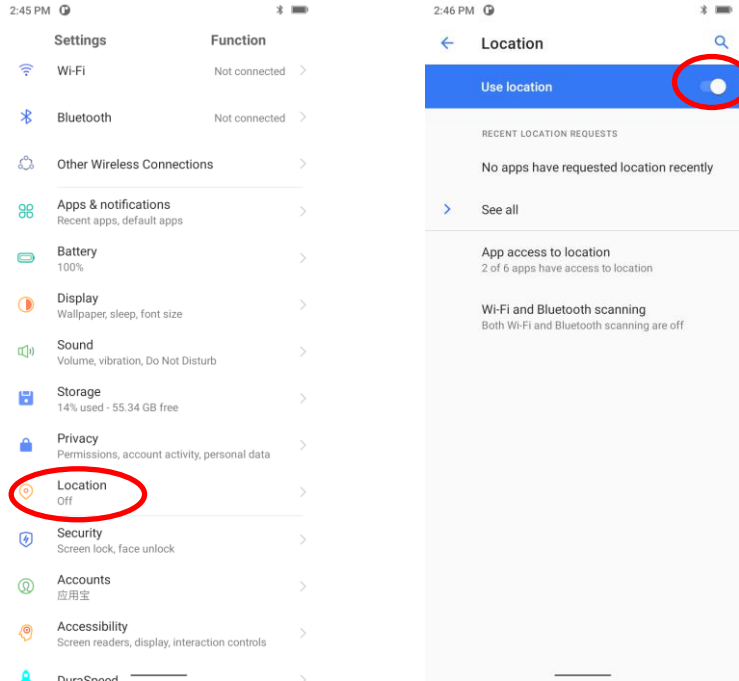 2:45 PM
Settings
Function
Wi-Fi
Not connected
Bluetooth
Not connected
Other Wireless Connections
Apps & notifications
Recent apps, default apps
Battery
100%
Display
Wallpaper, sleep, font size
Sound
Volume, vibration, Do Not Disturb
Storage
14% used - 55.34 GB free
Privacy
Permissions, account activity, personal data
Location
Off
Security
Screen lock, face unlock
Accounts
应用宝
Accessibility
Screen readers, display, interaction controls
DuraSpeed
2:46 PM
Location
Use location
RECENT LOCATION REQUESTS
No apps have requested location recently
See all
App access to location
2 of 6 apps have access to location
Wi-Fi and Bluetooth scanning
Both Wi-Fi and Bluetooth scanning are off